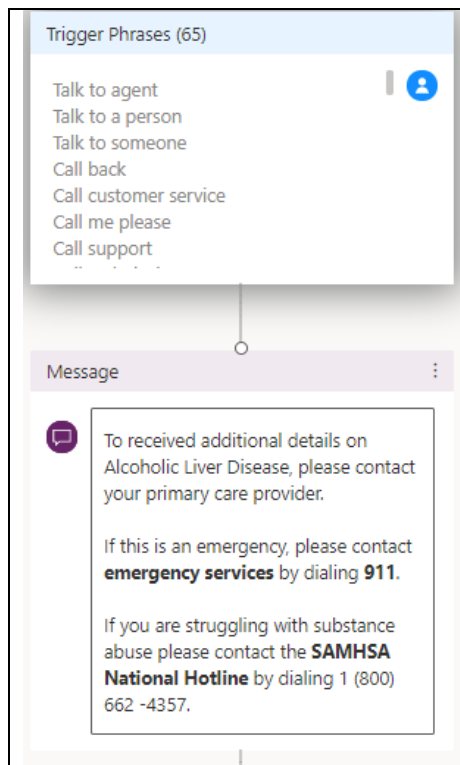 Trigger Phrases (65)
Talk to agent
Talk to a person
Talk to someone
Call back
Call customer service
Call me please
Call support
Message
To received additional details on
Alcoholic Liver Disease, please contact
your primary care provider.
If this is an emergency, please contact
emergency services by dialing 911.
If you are struggling with substance
abuse please contact the SAMHSA
National Hotline by dialing 1 (800)
662 -4357.